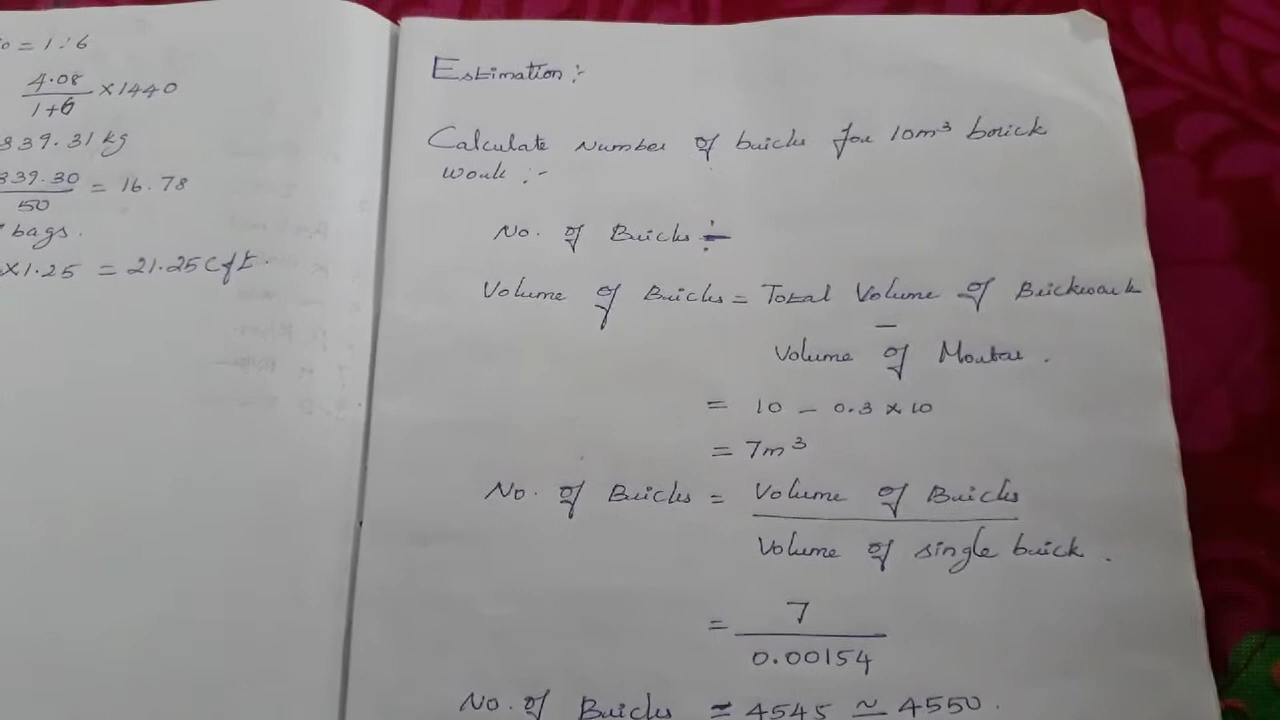 = 1:6
4.08
1+6
×1440
339.31 kg
339.30
50
= 16.78
bags.
×1.25 = 21.25 cft.
Estimation :-
Calculate Number of bricks for 10m³ brick
work :-
No. of Bricks :-
Volume of Bricks = Total Volume of Brickwork
–
Volume of Mortar .
= 10 – 0.3 × 10
= 7m³
No. of Bricks = Volume of Bricks
Volume of single brick .
= 7
0.00154
No. of Bricks = 4545 ≃ 4550.